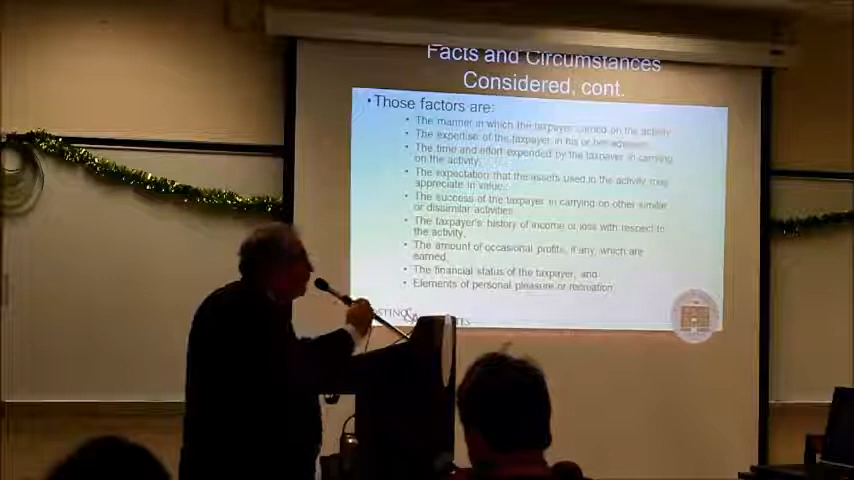 Facts and Circumstances
Considered, cont.
• Those factors are:
• The manner in which the taxpayer carried on the activity
• The expertise of the taxpayer or his or her advisers
• The time and effort expended by the taxpayer in carrying
on the activity,
• The expectation that the assets used in the activity may
appreciate in value,
• The success of the taxpayer in carrying on other similar
or dissimilar activities
• The taxpayer's history of income or loss with respect to
the activity,
• The amount of occasional profits, if any, which are
earned,
• The financial status of the taxpayer, and
• Elements of personal pleasure or recreation